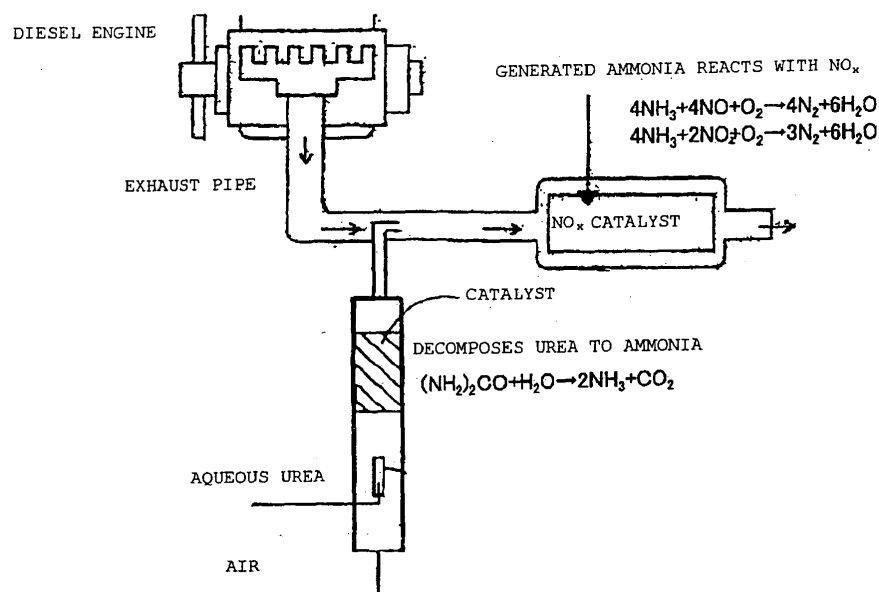 DIESEL ENGINE
GENERATED AMMONIA REACTS WITH NOₓ
4NH₃+4NO+O₂→4N₂+6H₂O
4NH₃+2NO₂+O₂→3N₂+6H₂O
EXHAUST PIPE
NOₓ CATALYST
CATALYST
DECOMPOSES UREA TO AMMONIA
(NH₂)₂CO+H₂O→2NH₃+CO₂
AQUEOUS UREA
AIR